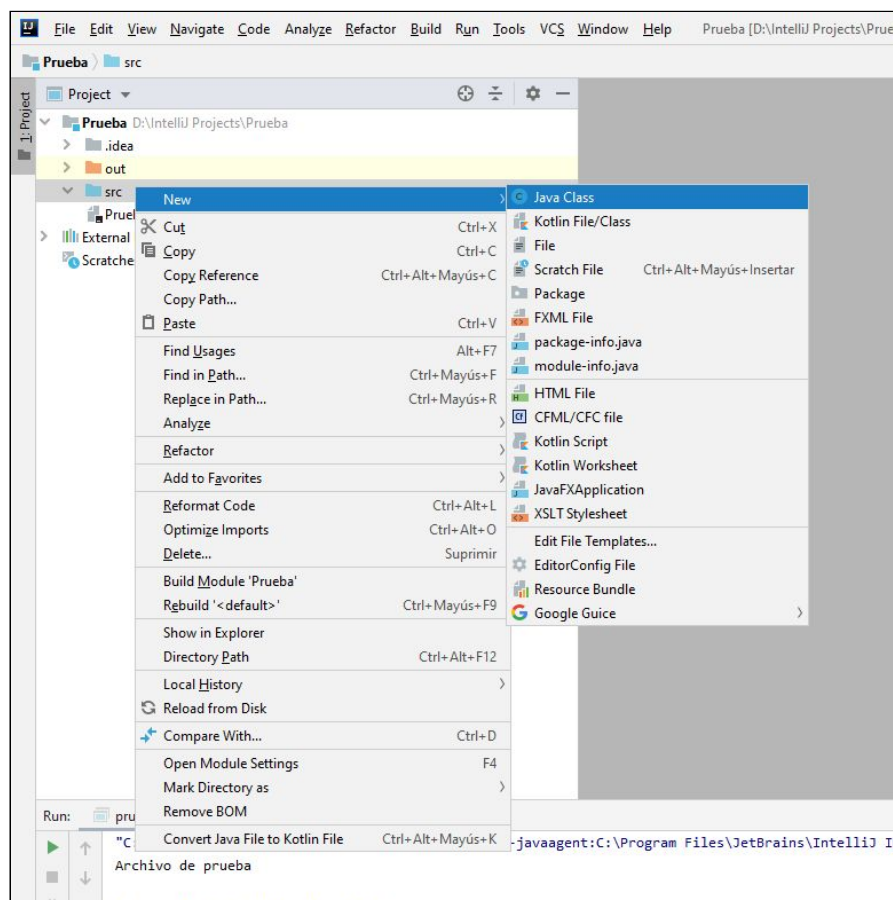 IJ File Edit View Navigate Code Analyze Refactor Build Run Tools VCS Window Help Prueba [D:\IntelliJ Projects\Prue
Prueba src
1: Project
Project
Prueba D:\IntelliJ Projects\Prueba
.idea
out
src
Pruel
External
Scratche
New
Cut Ctrl+X
Copy Ctrl+C
Copy Reference Ctrl+Alt+Mayús+C
Copy Path...
Paste Ctrl+V
Find Usages Alt+F7
Find in Path... Ctrl+Mayús+F
Replace in Path... Ctrl+Mayús+R
Analyze
Refactor
Add to Favorites
Reformat Code Ctrl+Alt+L
Optimize Imports Ctrl+Alt+O
Delete... Suprimir
Build Module 'Prueba'
Rebuild '<default>' Ctrl+Mayús+F9
Show in Explorer
Directory Path Ctrl+Alt+F12
Local History
Reload from Disk
Compare With... Ctrl+D
Open Module Settings F4
Mark Directory as
Remove BOM
Convert Java File to Kotlin File Ctrl+Alt+Mayús+K
Java Class
Kotlin File/Class
File
Scratch File Ctrl+Alt+Mayús+Insertar
Package
FXML File
package-info.java
module-info.java
HTML File
CFML/CFC file
Kotlin Script
Kotlin Worksheet
JavaFXApplication
XSLT Stylesheet
Edit File Templates...
EditorConfig File
Resource Bundle
Google Guice
Run: pru
"C: -javaagent:C:\Program Files\JetBrains\IntelliJ I
Archivo de prueba